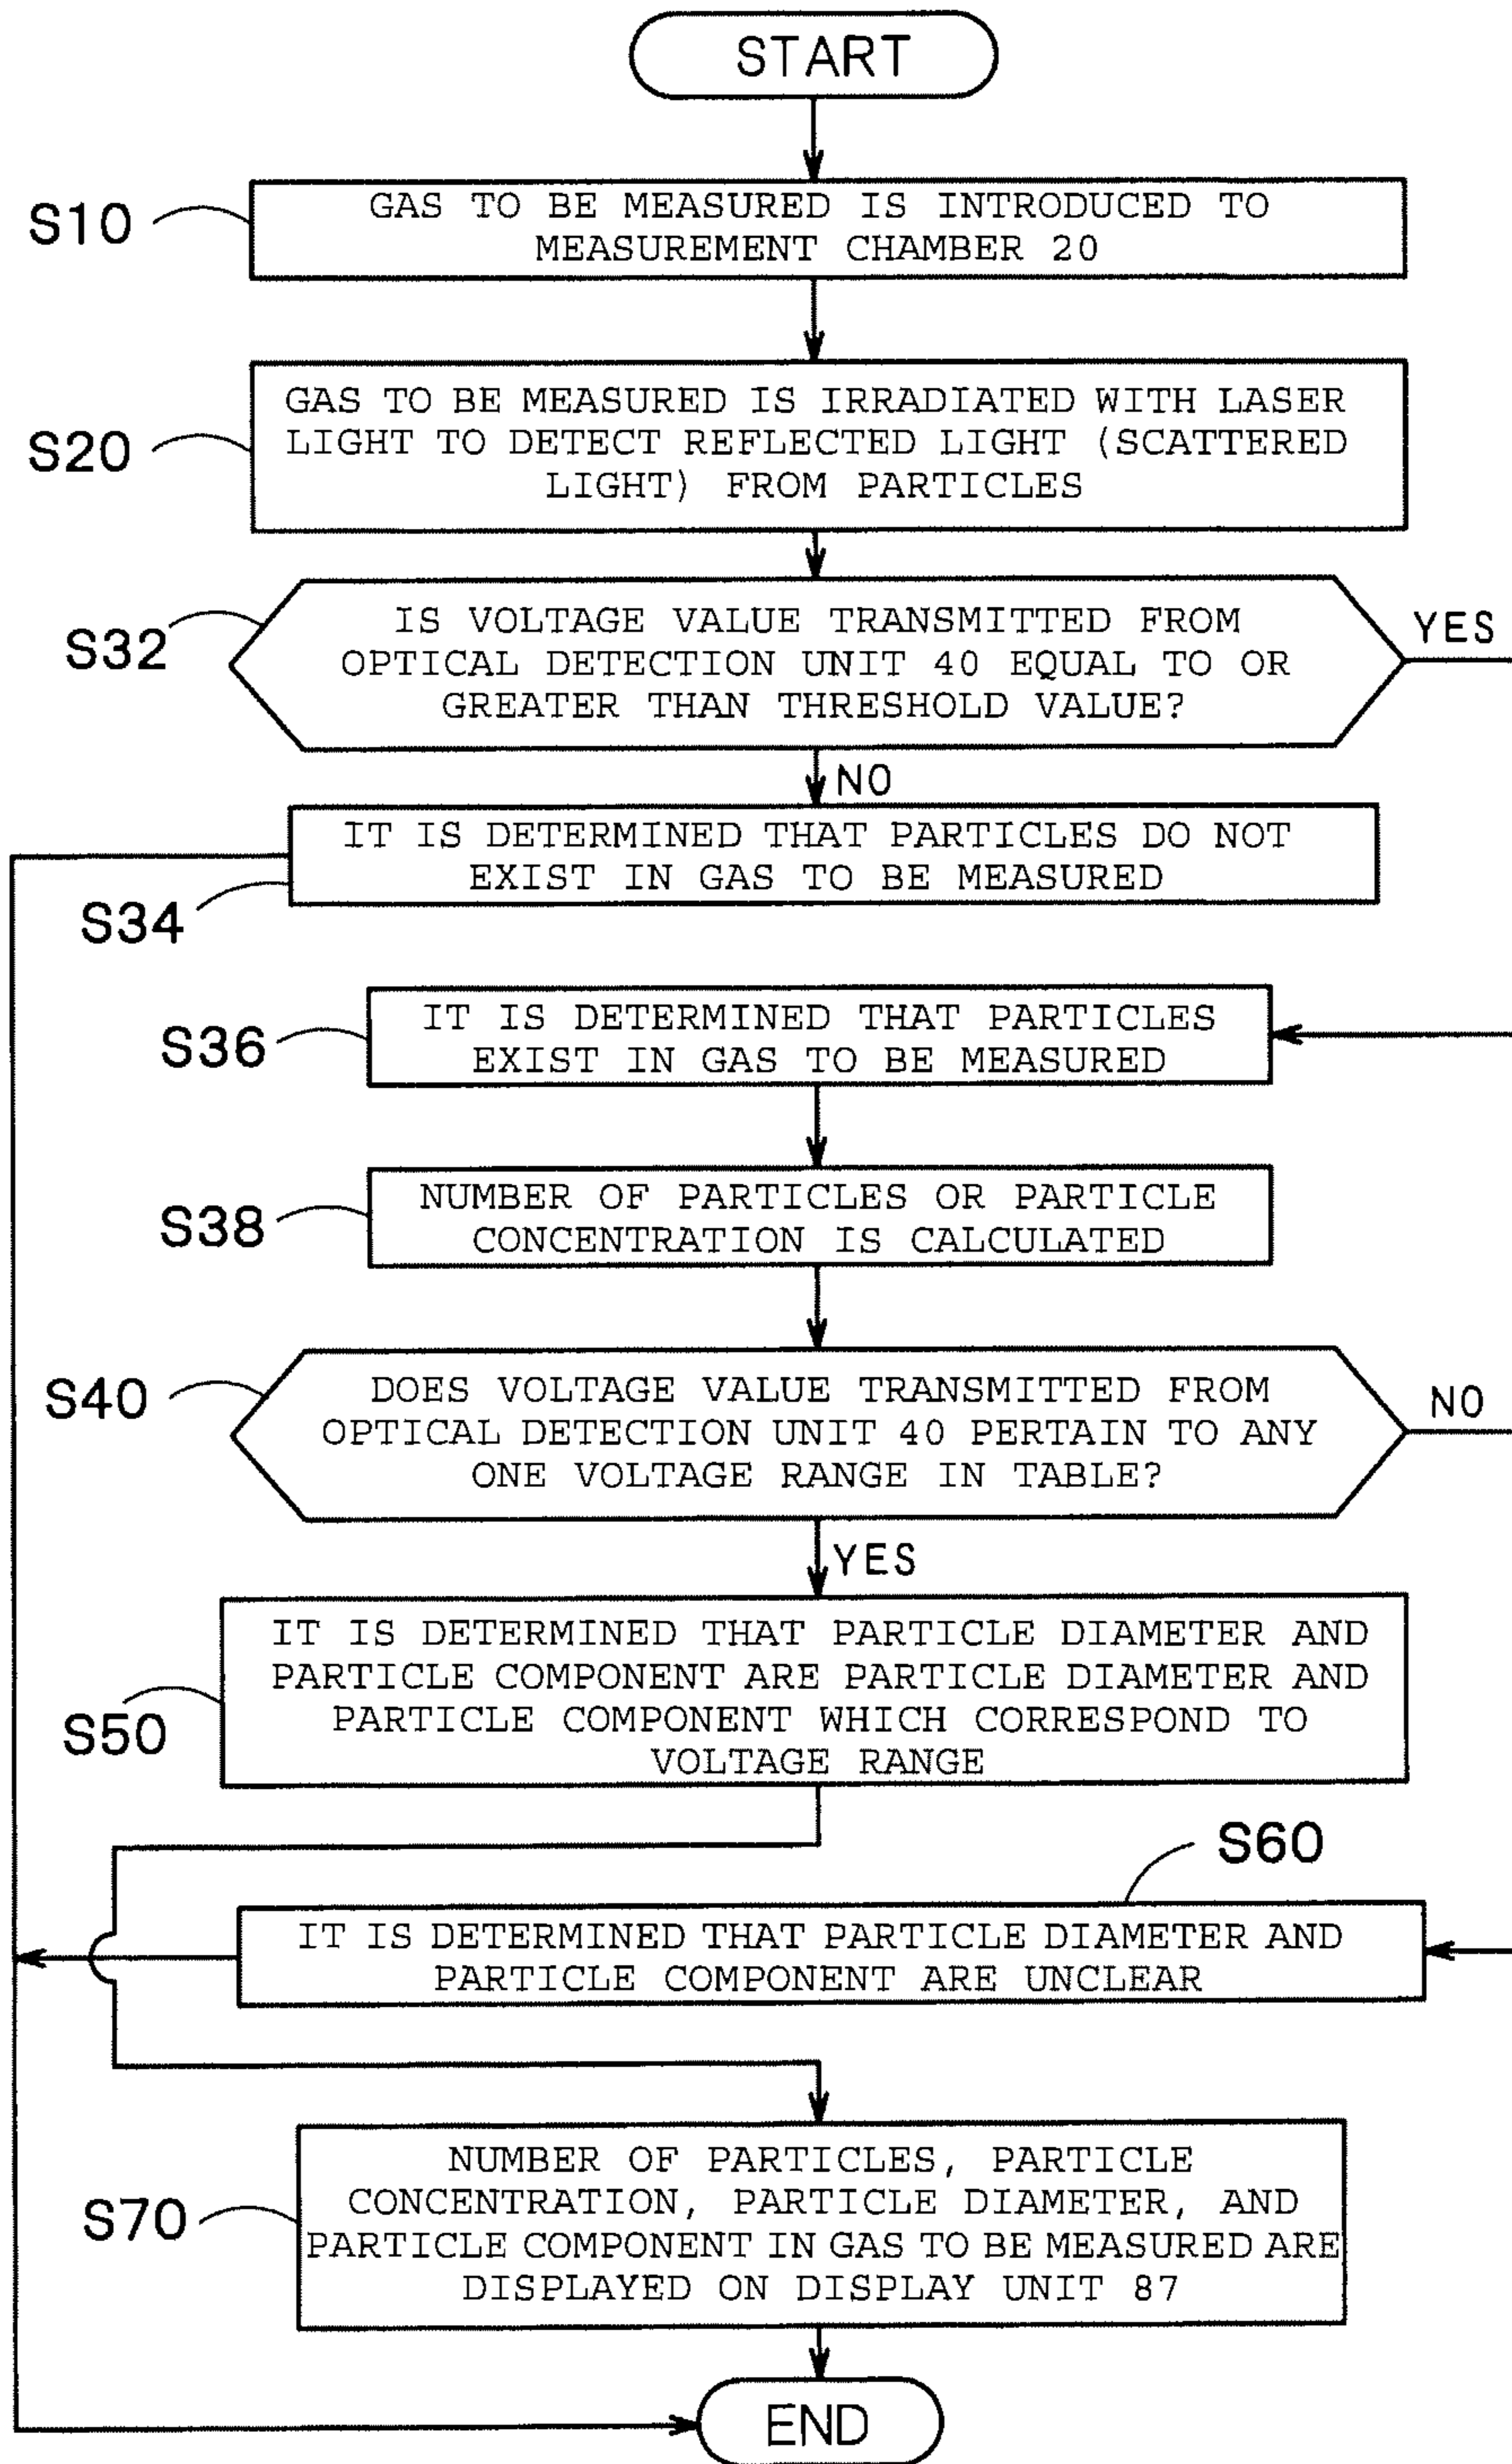 START
S10
GAS TO BE MEASURED IS INTRODUCED TO
MEASUREMENT CHAMBER 20
S20
GAS TO BE MEASURED IS IRRADIATED WITH LASER
LIGHT TO DETECT REFLECTED LIGHT (SCATTERED
LIGHT) FROM PARTICLES
S32
IS VOLTAGE VALUE TRANSMITTED FROM
OPTICAL DETECTION UNIT 40 EQUAL TO OR
GREATER THAN THRESHOLD VALUE?
YES
NO
IT IS DETERMINED THAT PARTICLES DO NOT
EXIST IN GAS TO BE MEASURED
S34
S36
IT IS DETERMINED THAT PARTICLES
EXIST IN GAS TO BE MEASURED
S38
NUMBER OF PARTICLES OR PARTICLE
CONCENTRATION IS CALCULATED
S40
DOES VOLTAGE VALUE TRANSMITTED FROM
OPTICAL DETECTION UNIT 40 PERTAIN TO ANY
ONE VOLTAGE RANGE IN TABLE?
NO
YES
S50
IT IS DETERMINED THAT PARTICLE DIAMETER AND
PARTICLE COMPONENT ARE PARTICLE DIAMETER AND
PARTICLE COMPONENT WHICH CORRESPOND TO
VOLTAGE RANGE
S60
IT IS DETERMINED THAT PARTICLE DIAMETER AND
PARTICLE COMPONENT ARE UNCLEAR
S70
NUMBER OF PARTICLES, PARTICLE
CONCENTRATION, PARTICLE DIAMETER, AND
PARTICLE COMPONENT IN GAS TO BE MEASURED ARE
DISPLAYED ON DISPLAY UNIT 87
END